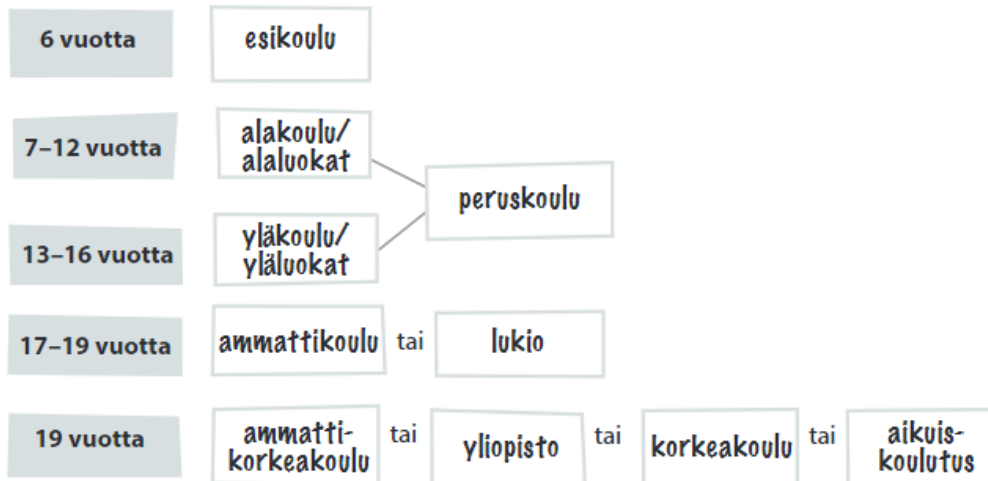 6 vuotta
esikoulu
7–12 vuotta
alakoulu/
alaluokat
peruskoulu
13–16 vuotta
yläkoulu/
yläluokat
17–19 vuotta
ammattikoulu tai lukio
19 vuotta
ammatti-
korkeakoulu
tai
yliopisto
tai
korkeakoulu
tai
aikuis-
koulutus